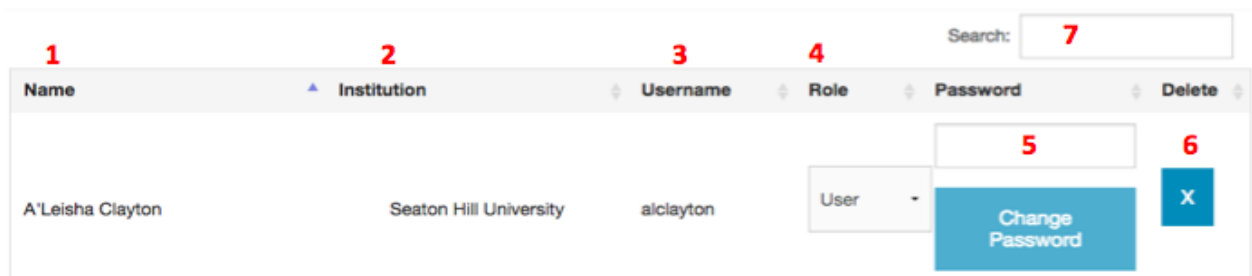 Search: 7
1 2 3 4
Name Institution Username Role Password Delete
5 6
A'Leisha Clayton Seaton Hill University alclayton User Change Password X